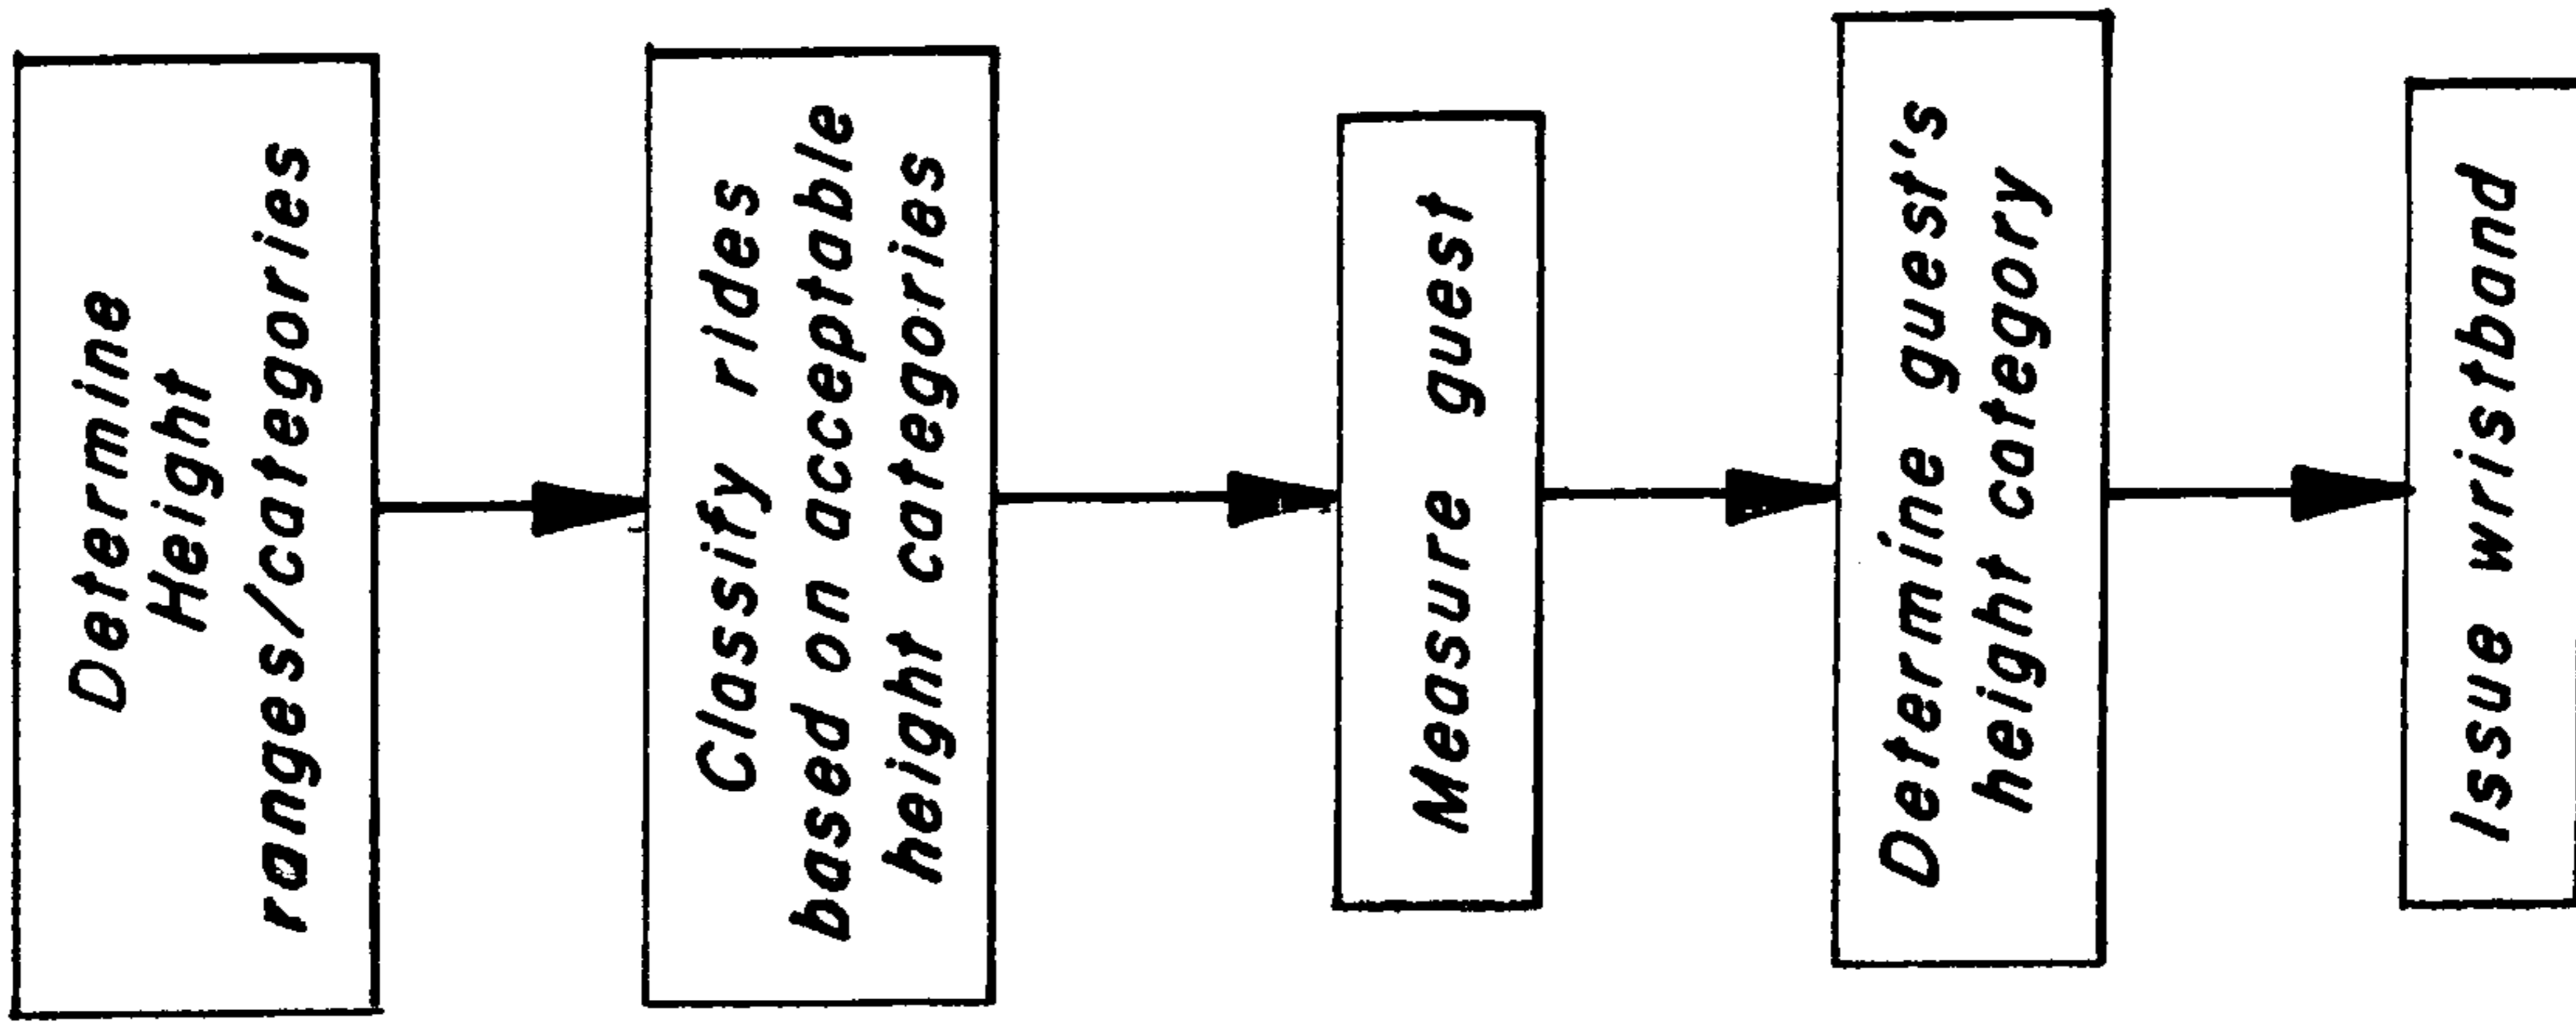 Determine
Height
ranges/categories
Classify rides
based on acceptable
height categories
Measure guest
Determine guest's
height category
Issue wristband